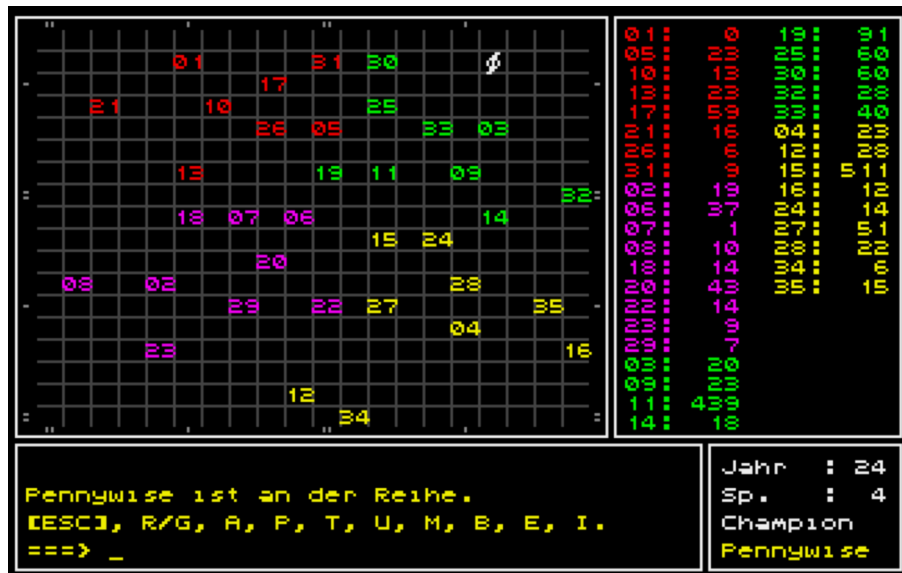 01 31 30
17
21 10 25
26 05 33 03
13 19 11 09
32
18 07 06 14
15 24
20
08 02 28
29 22 27 35
04
23 16
12
34
01: 0 19: 91
05: 23 25: 60
10: 13 30: 60
13: 23 32: 28
17: 59 33: 40
21: 16 04: 23
26: 6 12: 28
31: 9 15: 511
02: 19 16: 12
06: 37 24: 14
07: 1 27: 51
08: 10 28: 22
18: 14 34: 6
20: 43 35: 15
22: 14
23: 9
29: 7
03: 20
09: 23
11: 439
14: 18
Pennywise ist an der Reihe.
[ESC], R/G, A, P, T, U, M, B, E, I.
===> _
Jahr : 24
Sp. : 4
Champion
Pennywise